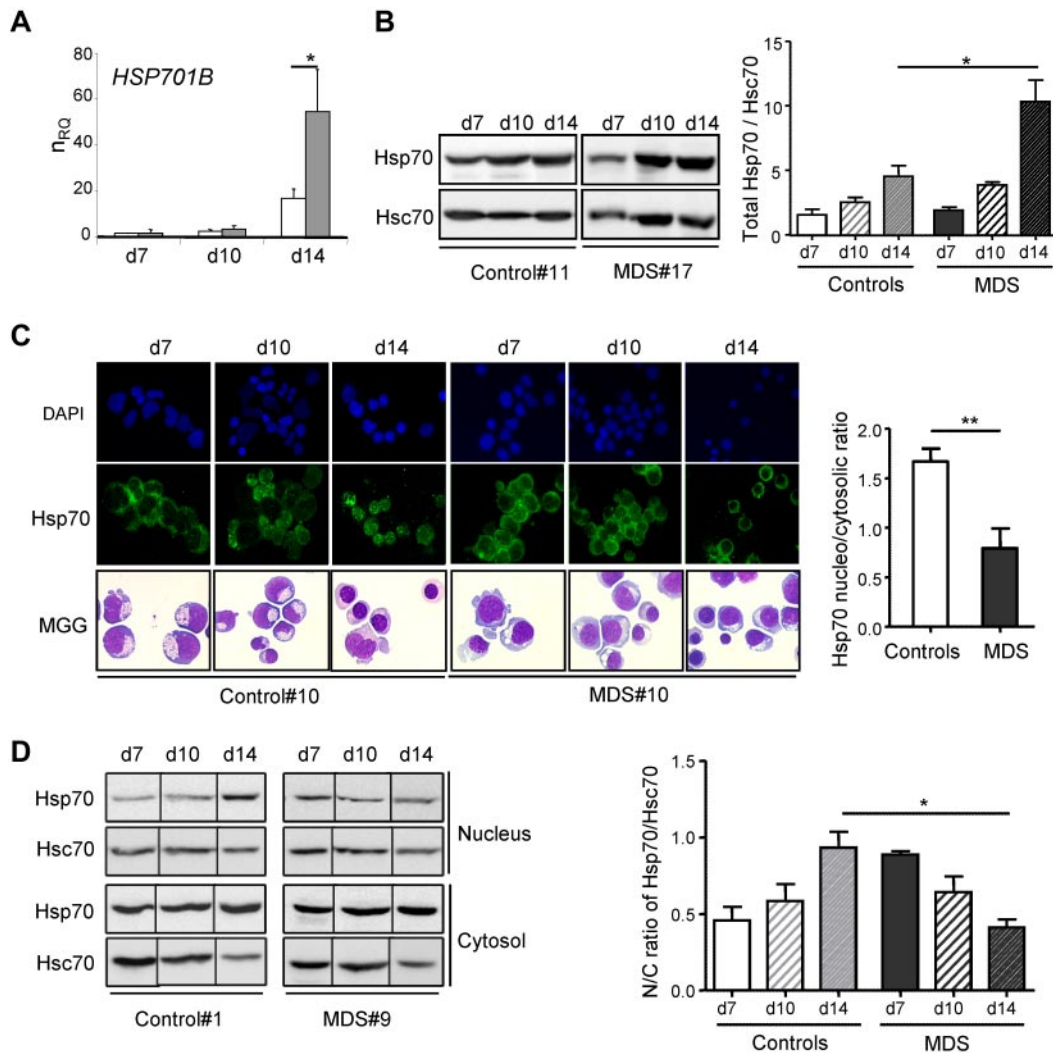 A
80
60
40
20
0
n_RQ
HSP701B
*
d7 d10 d14
B
d7 d10 d14 d7 d10 d14
Hsp70
Hsc70
Control#11 MDS#17
Total Hsp70 / Hsc70
15
10
5
0
*
d7 d10 d14 d7 d10 d14
Controls MDS
C
d7 d10 d14 d7 d10 d14
DAPI
Hsp70
MGG
Control#10 MDS#10
Hsp70 nucleo/cytosolic ratio
2.0
1.5
1.0
0.5
0.0
**
Controls MDS
D
d7 d10 d14 d7 d10 d14
Hsp70
Hsc70
Nucleus
Hsp70
Hsc70
Cytosol
Control#1 MDS#9
N/C ratio of Hsp70/Hsc70
1.5
1.0
0.5
0.0
*
d7 d10 d14 d7 d10 d14
Controls MDS